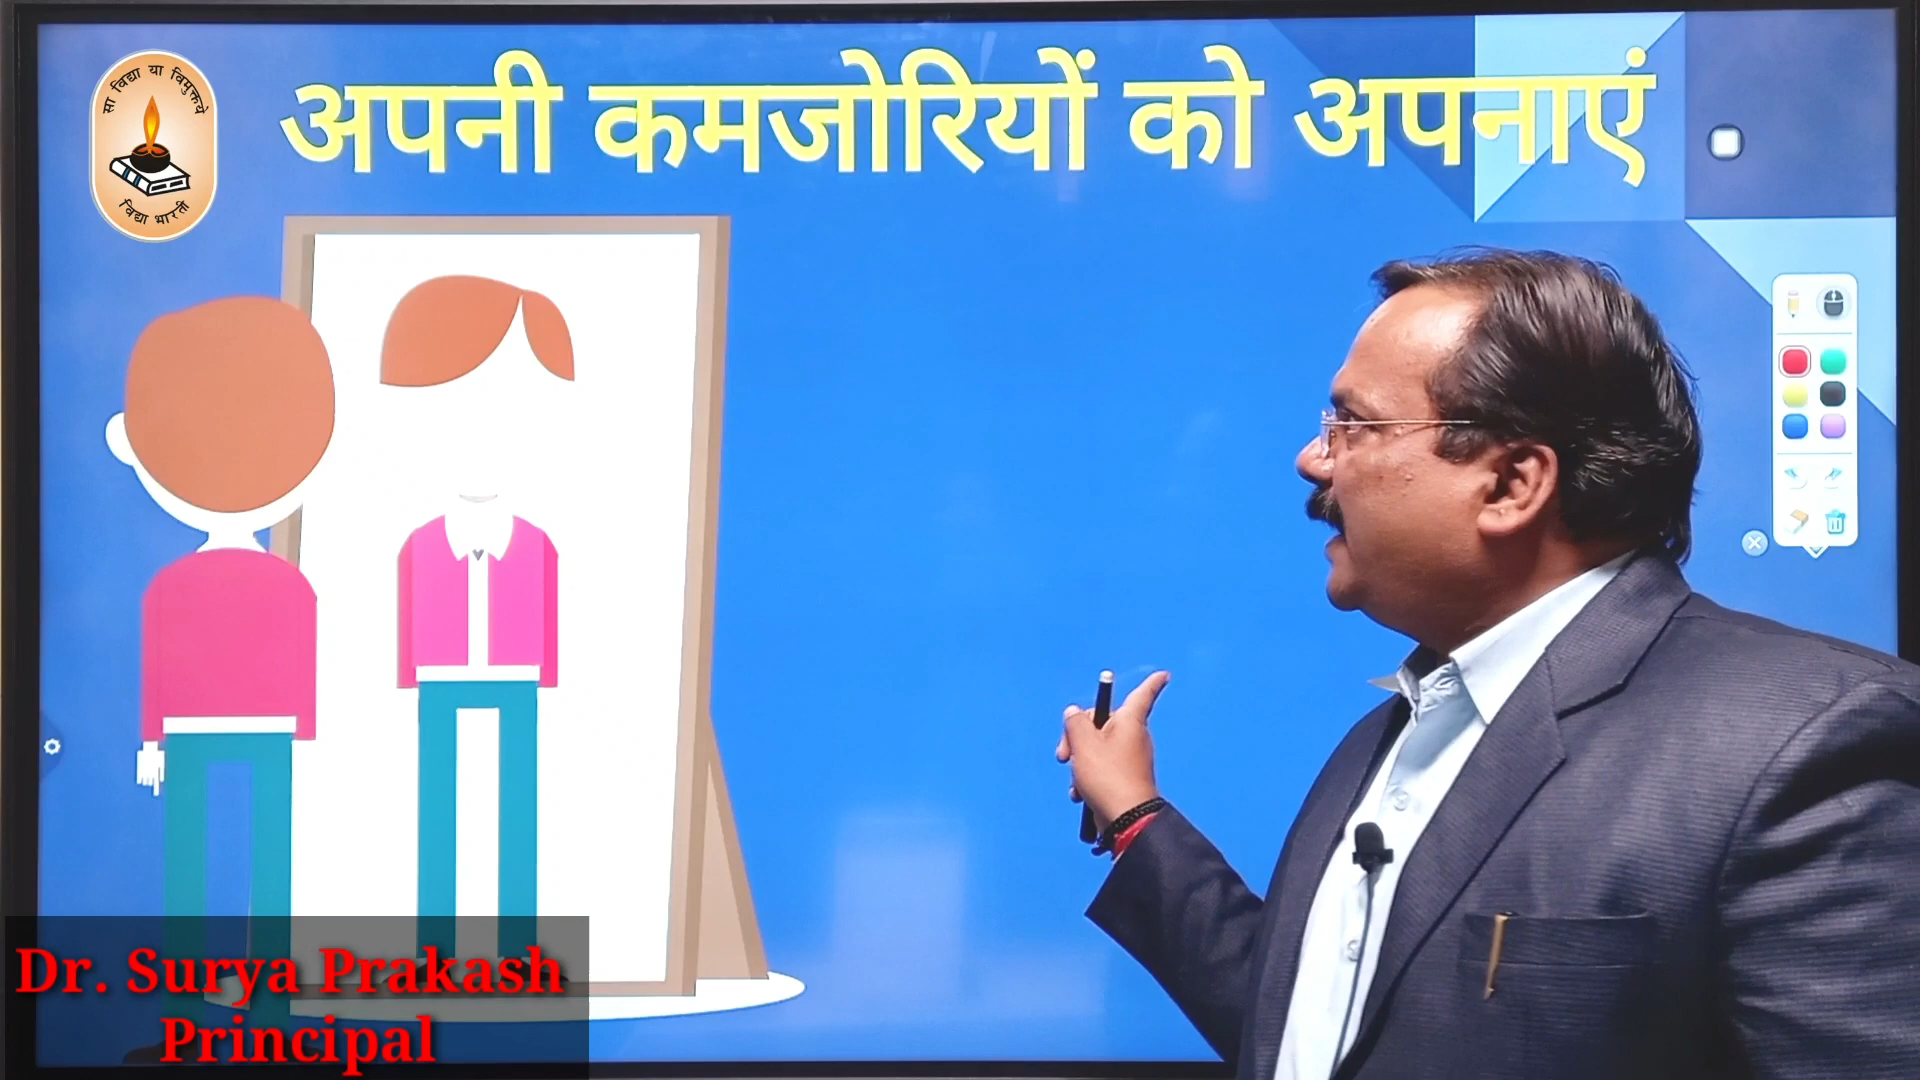 सा विद्या या विमुक्तये
विद्या भारती
अपनी कमजोरियों को अपनाएं
Dr. Surya Prakash
Principal